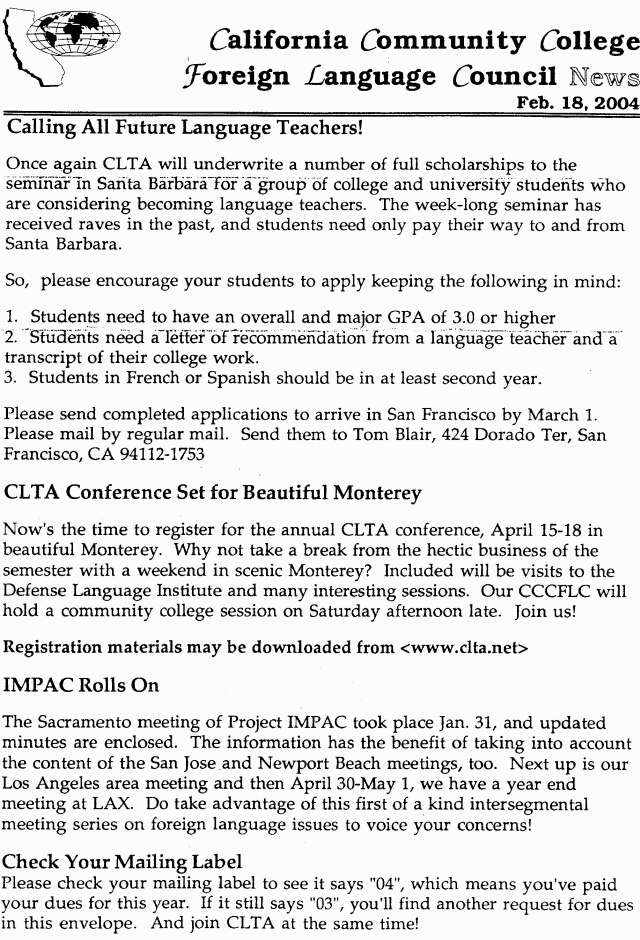 California Community College
Foreign Language Council News
Feb. 18, 2004
Calling All Future Language Teachers!
Once again CLTA will underwrite a number of full scholarships to the
seminar in Santa Barbara for a group of college and university students who
are considering becoming language teachers. The week-long seminar has
received raves in the past, and students need only pay their way to and from
Santa Barbara.
So, please encourage your students to apply keeping the following in mind:
1. Students need to have an overall and major GPA of 3.0 or higher
2. Students need a letter of recommendation from a language teacher and a
transcript of their college work.
3. Students in French or Spanish should be in at least second year.
Please send completed applications to arrive in San Francisco by March 1.
Please mail by regular mail. Send them to Tom Blair, 424 Dorado Ter, San
Francisco, CA 94112-1753
CLTA Conference Set for Beautiful Monterey
Now's the time to register for the annual CLTA conference, April 15-18 in
beautiful Monterey. Why not take a break from the hectic business of the
semester with a weekend in scenic Monterey? Included will be visits to the
Defense Language Institute and many interesting sessions. Our CCCFLC will
hold a community college session on Saturday afternoon late. Join us!
Registration materials may be downloaded from <www.clta.net>
IMPAC Rolls On
The Sacramento meeting of Project IMPAC took place Jan. 31, and updated
minutes are enclosed. The information has the benefit of taking into account
the content of the San Jose and Newport Beach meetings, too. Next up is our
Los Angeles area meeting and then April 30-May 1, we have a year end
meeting at LAX. Do take advantage of this first of a kind intersegmental
meeting series on foreign language issues to voice your concerns!
Check Your Mailing Label
Please check your mailing label to see it says "04", which means you've paid
your dues for this year. If it still says "03", you'll find another request for dues
in this envelope. And join CLTA at the same time!